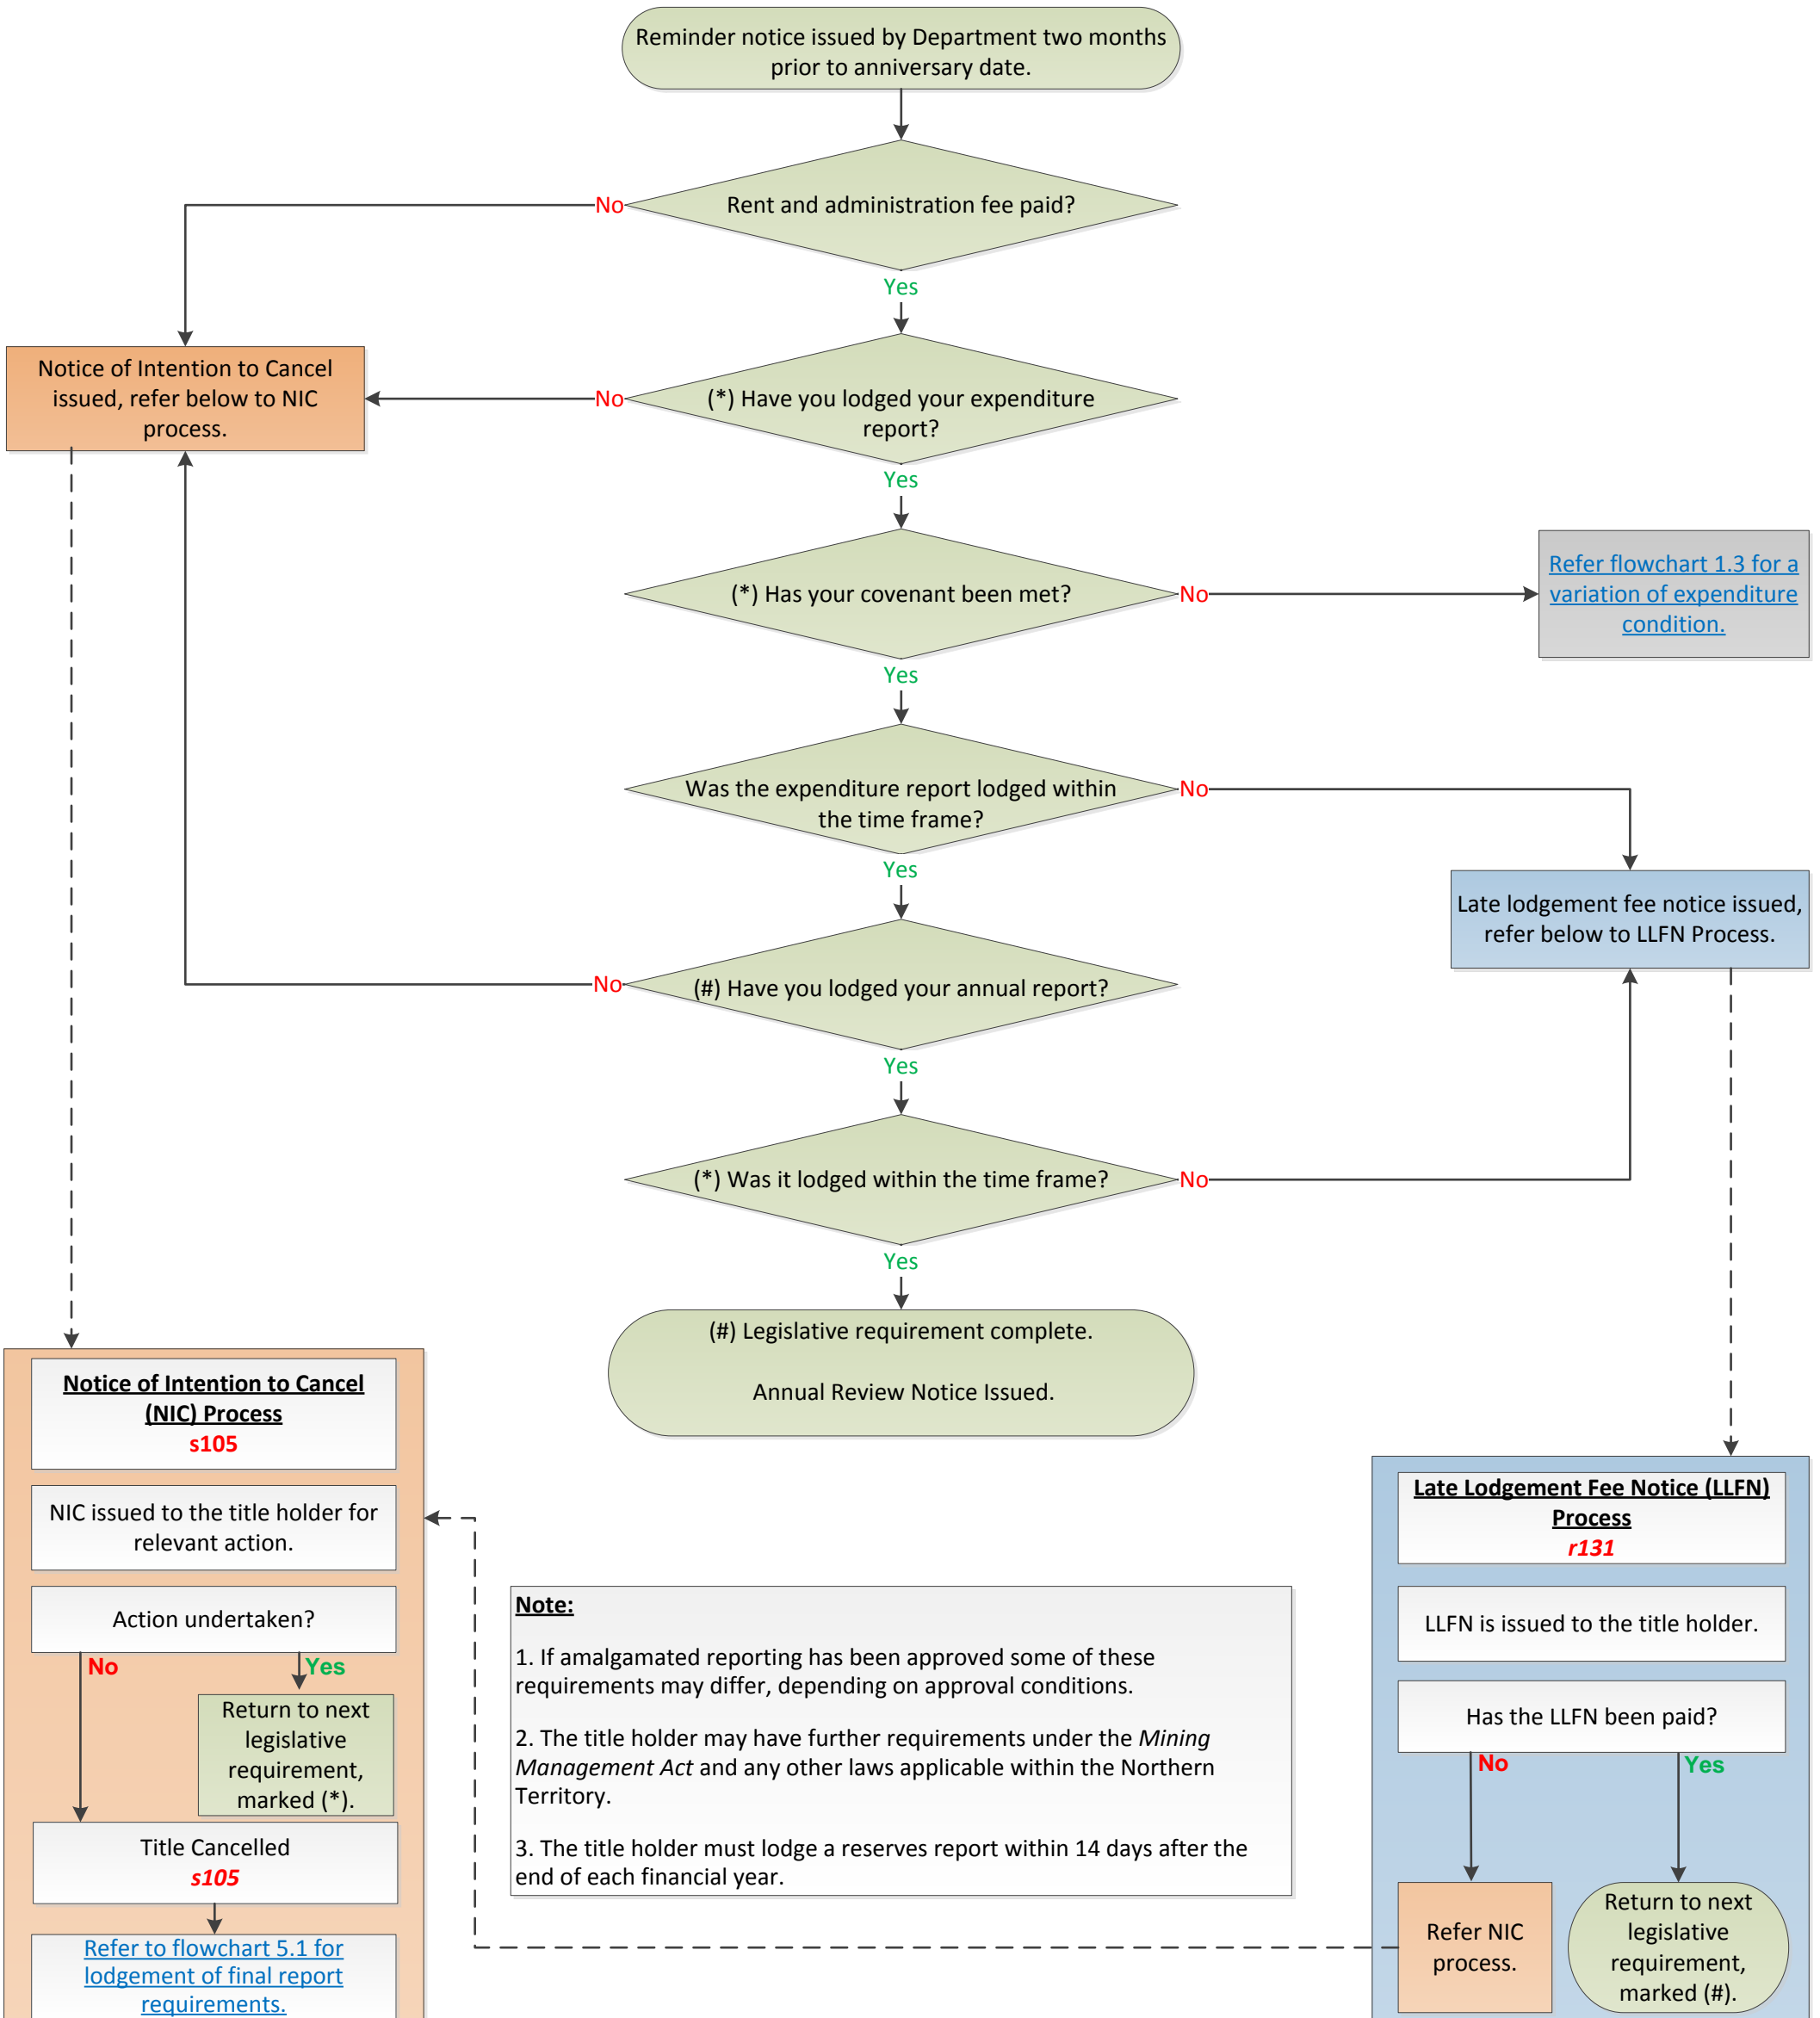 Reminder notice issued by Department two months
prior to anniversary date.
Rent and administration fee paid?
No
Yes
Notice of Intention to Cancel
issued, refer below to NIC
process.
No
(*) Have you lodged your expenditure
report?
Yes
(*) Has your covenant been met?
No
Refer flowchart 1.3 for a
variation of expenditure
condition.
Yes
Was the expenditure report lodged within
the time frame?
No
Yes
Late lodgement fee notice issued,
refer below to LLFN Process.
No
(#) Have you lodged your annual report?
Yes
(*) Was it lodged within the time frame?
No
Yes
(#) Legislative requirement complete.
Annual Review Notice Issued.
Notice of Intention to Cancel
(NIC) Process
s105
NIC issued to the title holder for
relevant action.
Action undertaken?
No
Yes
Return to next
legislative
requirement,
marked (*).
Title Cancelled
s105
Refer to flowchart 5.1 for
lodgement of final report
requirements.
Note:
1. If amalgamated reporting has been approved some of these
requirements may differ, depending on approval conditions.
2. The title holder may have further requirements under the Mining
Management Act and any other laws applicable within the Northern
Territory.
3. The title holder must lodge a reserves report within 14 days after the
end of each financial year.
Late Lodgement Fee Notice (LLFN)
Process
r131
LLFN is issued to the title holder.
Has the LLFN been paid?
No
Yes
Refer NIC
process.
Return to next
legislative
requirement,
marked (#).